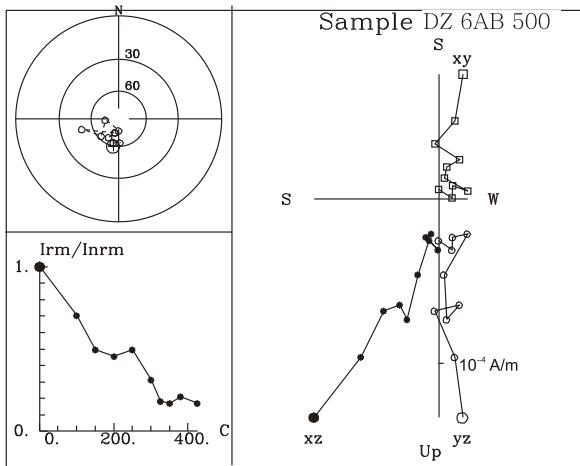 N
30
60
Sample DZ 6AB 500
S
xy
S
W
Irm/Inrm
1.
0.
0.
200.
400.
C
10⁻⁴ A/m
xz
yz
Up